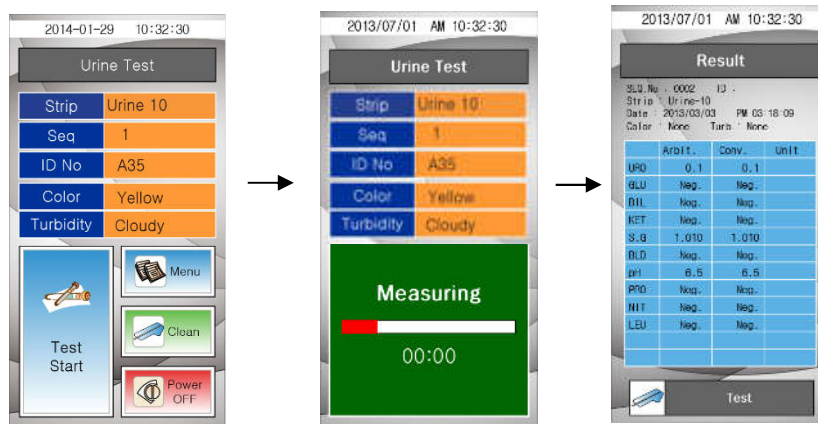 2014-01-29 10:32:30
Urine Test
Strip Urine 10
Seq 1
ID No A35
Color Yellow
Turbidity Cloudy
Test
Start
Menu
Clean
Power
OFF
2013/07/01 AM 10:32:30
Urine Test
Strip Urine 10
Seq 1
ID No A35
Color Yellow
Turbidity Cloudy
Measuring
00:00
2013/07/01 AM 10:32:30
Result
SEQ.No : 0002 ID :
Strip : Urine-10
Date : 2013/03/03 PM 03:18:09
Color : None Turb : None
Arbit. Conv. Unit
URO 0.1 0.1
GLU Neg. Neg.
BIL Neg. Neg.
KET Neg. Neg.
S.G 1.010 1.010
BLD Neg. Neg.
pH 6.5 6.5
PRO Neg. Neg.
NIT Neg. Neg.
LEU Neg. Neg.
Test